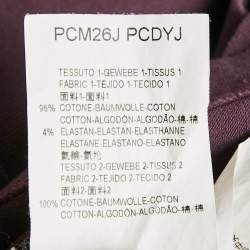 PCM26J PCDYJ
TESSUTO 1-GEWEBE 1-TISSUS 1
FABRIC 1-TEJIDO 1-TECIDO 1
面料1-面料1
96% COTONE-BAUMWOLLE-COTON
COTTON-ALGODÓN-ALGODÃO-棉-棉
4% ELASTAN-ELASTAN-ELASTHANNE
ELASTANE-ELASTANO-ELASTANO
氨綸-氨纶
TESSUTO 2-GEWEBE 2-TISSUS 2
FABRIC 2-TEJIDO 2-TECIDO 2
面料2-面料2
100% COTONE-BAUMWOLLE-COTON
COTTON-ALGODÓN-ALGODÃO-棉-棉